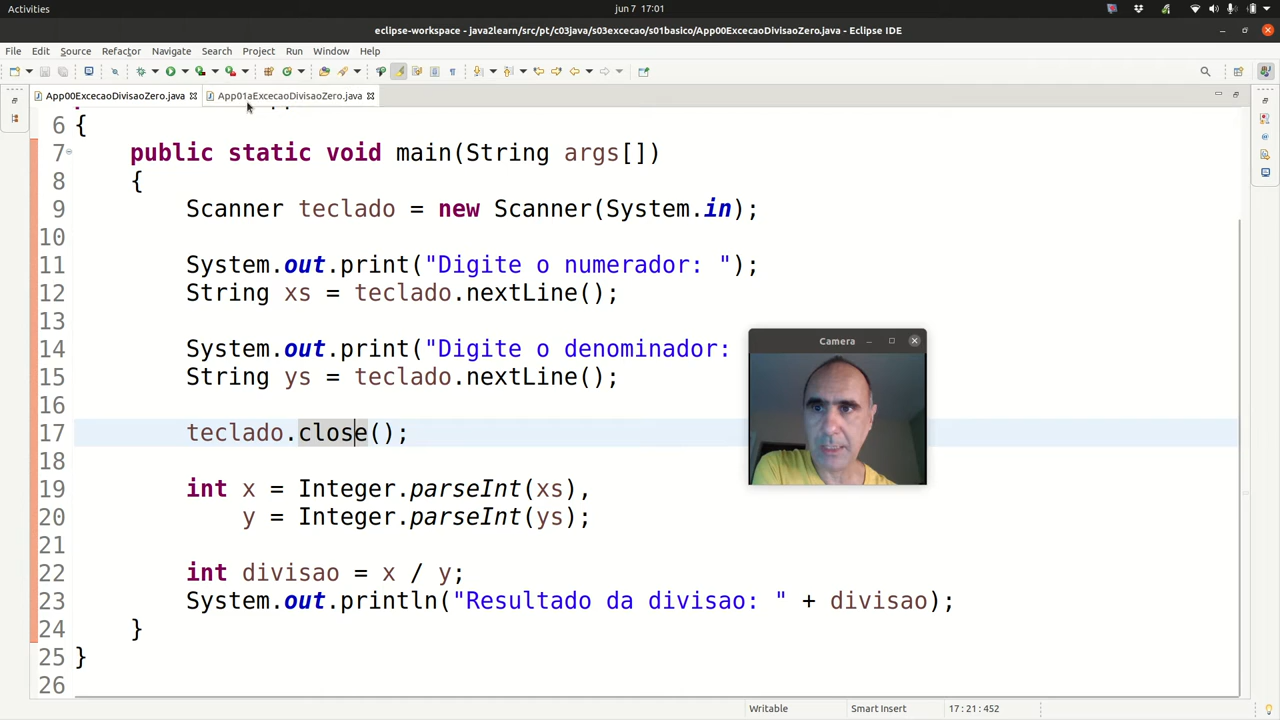 Activities
jun 7 17:01
eclipse-workspace - java2learn/src/pt/c03java/s03excecao/s01basico/App00ExcecaoDivisaoZero.java - Eclipse IDE
File Edit Source Refactor Navigate Search Project Run Window Help
App00ExcecaoDivisaoZero.java App01aExcecaoDivisaoZero.java
6 {
7 public static void main(String args[])
8 {
9 Scanner teclado = new Scanner(System.in);
10
11 System.out.print("Digite o numerador: ");
12 String xs = teclado.nextLine();
13
14 System.out.print("Digite o denominador:
15 String ys = teclado.nextLine();
16
17 teclado.close();
18
19 int x = Integer.parseInt(xs),
20 y = Integer.parseInt(ys);
21
22 int divisao = x / y;
23 System.out.println("Resultado da divisao: " + divisao);
24 }
25 }
26
Camera
Writable Smart Insert 17 : 21 : 452